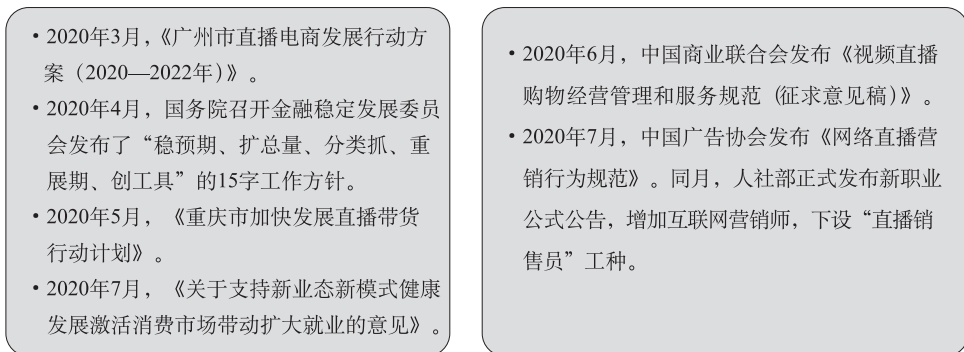 •2020年3月，《广州市直播电商发展行动方
案（2020—2022年）》。
•2020年4月，国务院召开金融稳定发展委员
会发布了“稳预期、扩总量、分类抓、重
展期、创工具”的15字工作方针。
•2020年5月，《重庆市加快发展直播带货
行动计划》。
•2020年7月，《关于支持新业态新模式健康
发展激活消费市场带动扩大就业的意见》。
•2020年6月，中国商业联合会发布《视频直播
购物经营管理和服务规范（征求意见稿）》。
•2020年7月，中国广告协会发布《网络直播营
销行为规范》。同月，人社部正式发布新职业
公式公告，增加互联网营销师，下设“直播销
售员”工种。